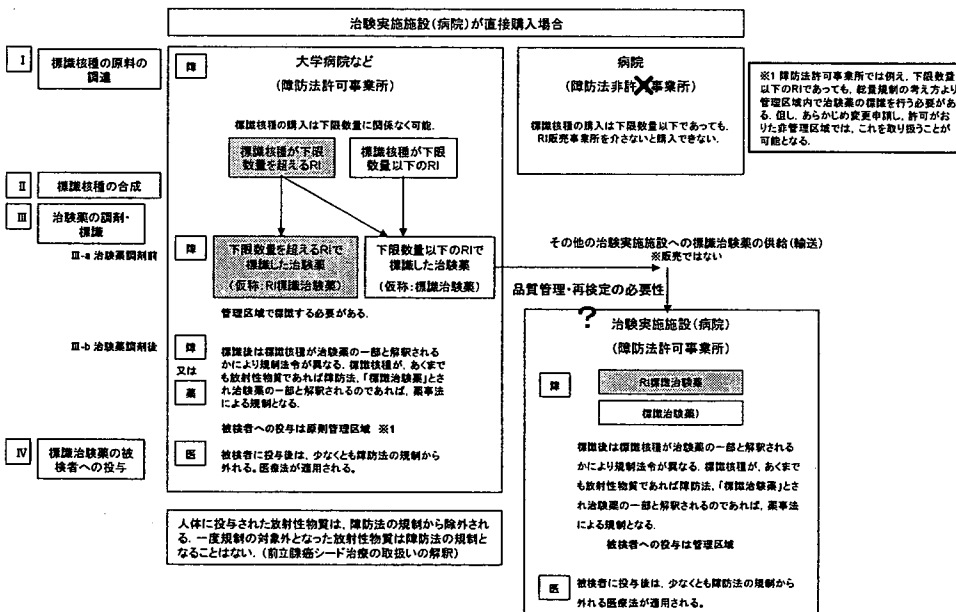 治験実施施設(病院)が直接購入場合
I
標識核種の原料の
調達
障
大学病院など
(障防法許可事業所)
標識核種の購入は下限数量に関係なく可能.
標識核種が下限
数量を超えるRI
標識核種が下限
数量以下のRI
病院
(障防法非許可事業所)
標識核種の購入は下限数量以下であっても,
RI販売事業所を介さないと購入できない.
※1 障防法許可事業所では例え, 下限数量
以下のRIであっても, 総量規制の考え方より
管理区域内で治験薬の標識を行う必要があ
る. 但し, あらかじめ変更申請し, 許可がお
りた非管理区域では, これを取り扱うことが
可能となる.
II
標識核種の合成
III
治験薬の調剤・
標識
III-a 治験薬調剤前
障
下限数量を超えるRIで
標識した治験薬
(仮称:RI標識治験薬)
下限数量以下のRIで
標識した治験薬
(仮称:標識治験薬)
管理区域で標識する必要がある.
その他の治験実施施設への標識治験薬の供給(輸送)
※販売ではない
品質管理・再検定の必要性
?
III-b 治験薬調剤後
障
又は
薬
標識後は標識核種が治験薬の一部と解釈される
かにより規制法令が異なる. 標識核種が, あくまで
も放射性物質であれば障防法, 「標識治験薬」とさ
れ治験薬の一部と解釈されるのであれば, 薬事法
による規制となる.
被検者への投与は原則管理区域 ※1
IV
標識治験薬の被
検者への投与
医
被検者に投与後は, 少なくとも障防法の規制から
外れる. 医療法が適用される.
人体に投与された放射性物質は, 障防法の規制から除外され
る. 一度規制の対象外となった放射性物質は障防法の規制と
なることはない. (前立腺癌シード治療の取扱いの解釈)
治験実施施設(病院)
(障防法許可事業所)
障
RI標識治験薬
標識治験薬)
標識後は標識核種が治験薬の一部と解釈される
かにより規制法令が異なる. 標識核種が, あくまで
も放射性物質であれば障防法, 「標識治験薬」とさ
れ治験薬の一部と解釈されるのであれば, 薬事法
による規制となる.
被検者への投与は管理区域
医
被検者に投与後は, 少なくとも障防法の規制から
外れる医療法が適用される.